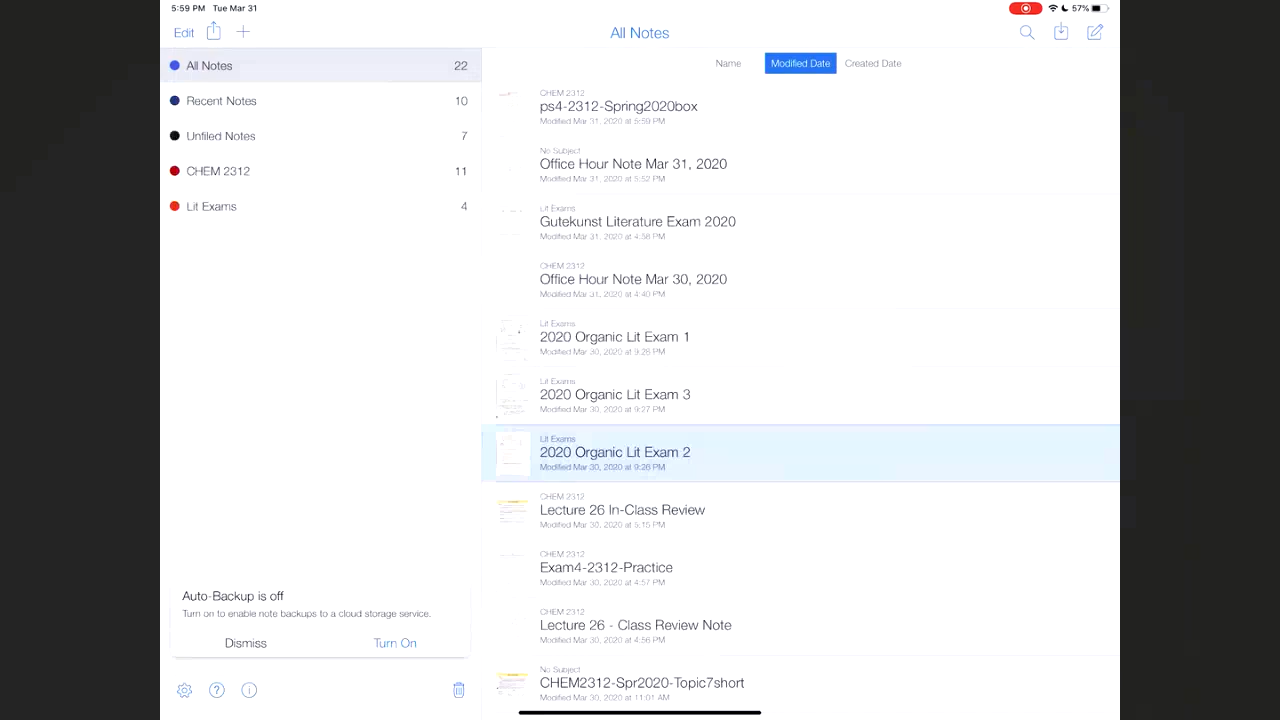 5:59 PM Tue Mar 31
57%
Edit
All Notes
All Notes 22
Recent Notes 10
Unfiled Notes 7
CHEM 2312 11
Lit Exams 4
Auto-Backup is off
Turn on to enable note backups to a cloud storage service.
Dismiss Turn On
Name Modified Date Created Date
CHEM 2312
ps4-2312-Spring2020box
Modified Mar 31, 2020 at 5:59 PM
No Subject
Office Hour Note Mar 31, 2020
Modified Mar 31, 2020 at 5:52 PM
Lit Exams
Gutekunst Literature Exam 2020
Modified Mar 31, 2020 at 4:58 PM
CHEM 2312
Office Hour Note Mar 30, 2020
Modified Mar 31, 2020 at 4:40 PM
Lit Exams
2020 Organic Lit Exam 1
Modified Mar 30, 2020 at 9:28 PM
Lit Exams
2020 Organic Lit Exam 3
Modified Mar 30, 2020 at 9:27 PM
Lit Exams
2020 Organic Lit Exam 2
Modified Mar 30, 2020 at 9:26 PM
CHEM 2312
Lecture 26 In-Class Review
Modified Mar 30, 2020 at 5:15 PM
CHEM 2312
Exam4-2312-Practice
Modified Mar 30, 2020 at 4:57 PM
CHEM 2312
Lecture 26 - Class Review Note
Modified Mar 30, 2020 at 4:56 PM
No Subject
CHEM2312-Spr2020-Topic7short
Modified Mar 30, 2020 at 11:01 AM